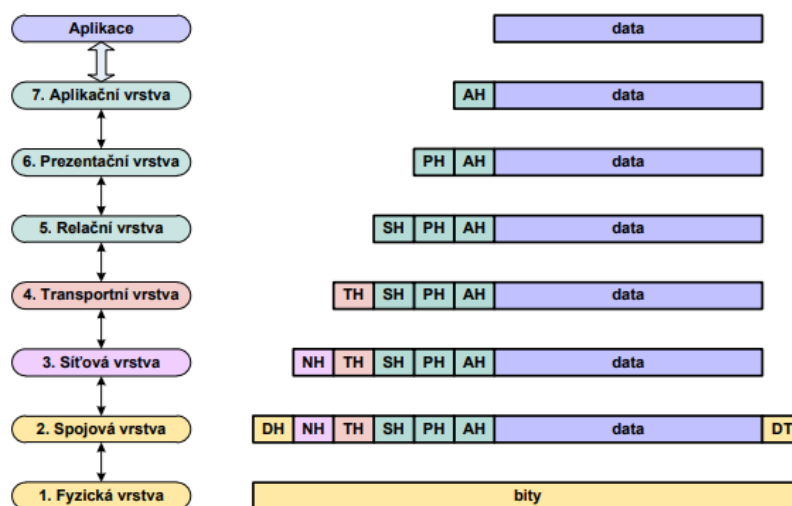 Aplikace data
7. Aplikační vrstva AH data
6. Prezentační vrstva PH AH data
5. Relační vrstva SH PH AH data
4. Transportní vrstva TH SH PH AH data
3. Síťová vrstva NH TH SH PH AH data
2. Spojová vrstva DH NH TH SH PH AH data DT
1. Fyzická vrstva bity